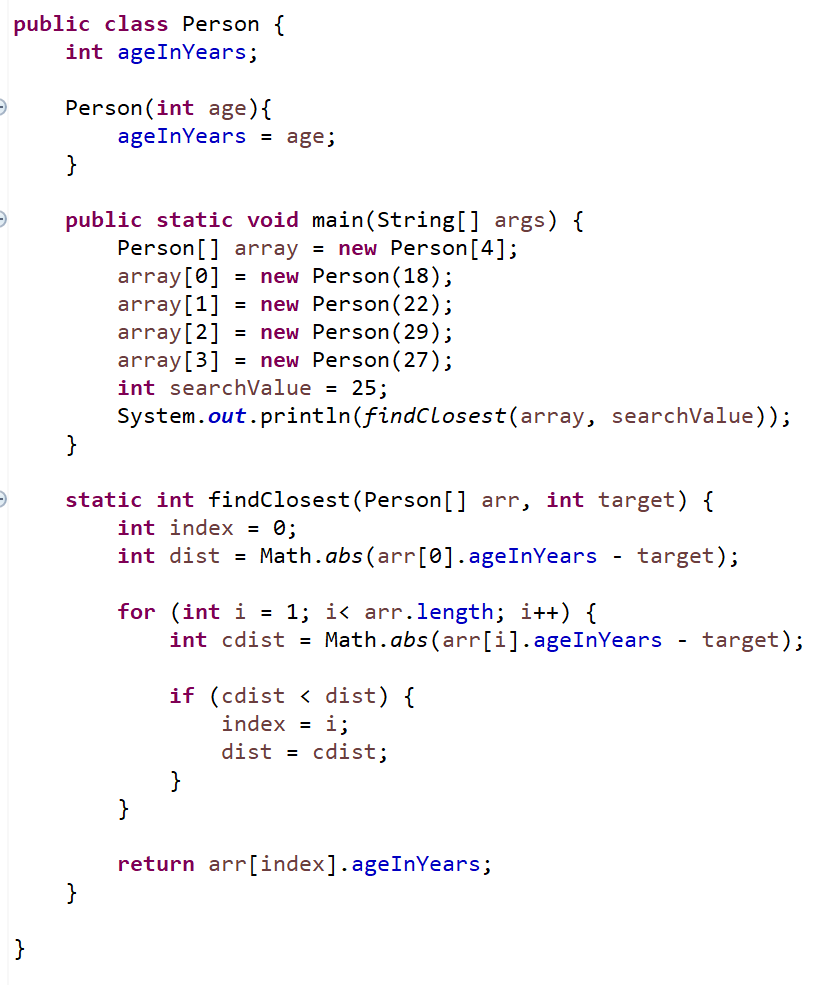 public class Person {
    int ageInYears;

    Person(int age){
        ageInYears = age;
    }

    public static void main(String[] args) {
        Person[] array = new Person[4];
        array[0] = new Person(18);
        array[1] = new Person(22);
        array[2] = new Person(29);
        array[3] = new Person(27);
        int searchValue = 25;
        System.out.println(findClosest(array, searchValue));
    }

    static int findClosest(Person[] arr, int target) {
        int index = 0;
        int dist = Math.abs(arr[0].ageInYears - target);

        for (int i = 1; i< arr.length; i++) {
            int cdist = Math.abs(arr[i].ageInYears - target);

            if (cdist < dist) {
                index = i;
                dist = cdist;
            }
        }

        return arr[index].ageInYears;
    }

}